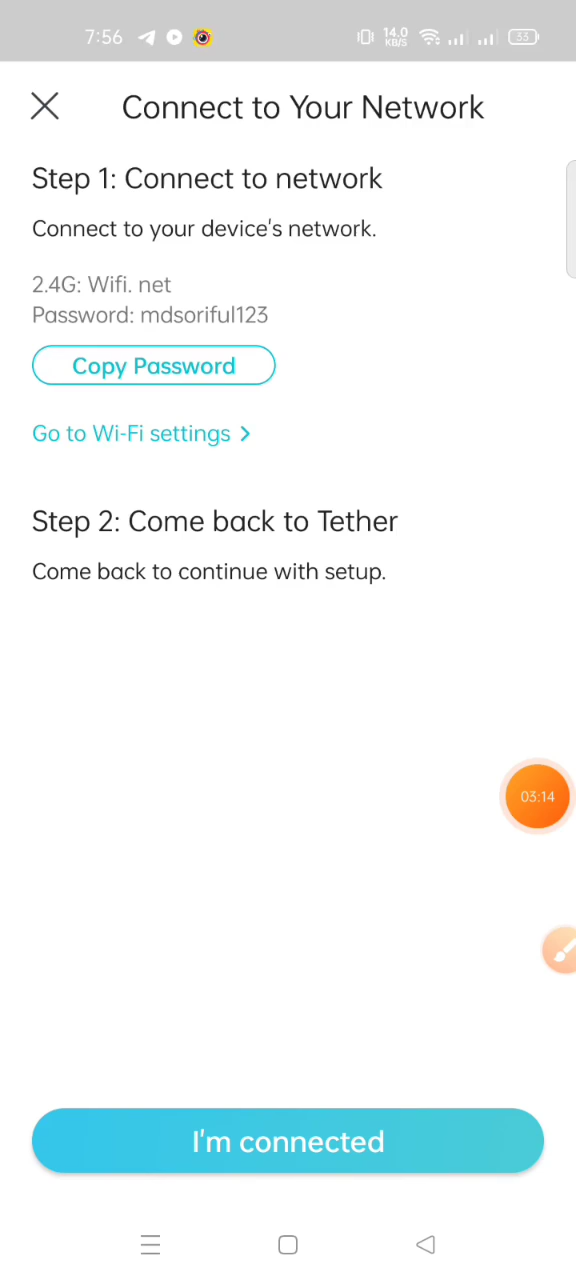 7:56
14.0
KB/S
33
Connect to Your Network
Step 1: Connect to network
Connect to your device's network.
2.4G: Wifi. net
Password: mdsoriful123
Copy Password
Go to Wi-Fi settings >
Step 2: Come back to Tether
Come back to continue with setup.
03:14
I'm connected